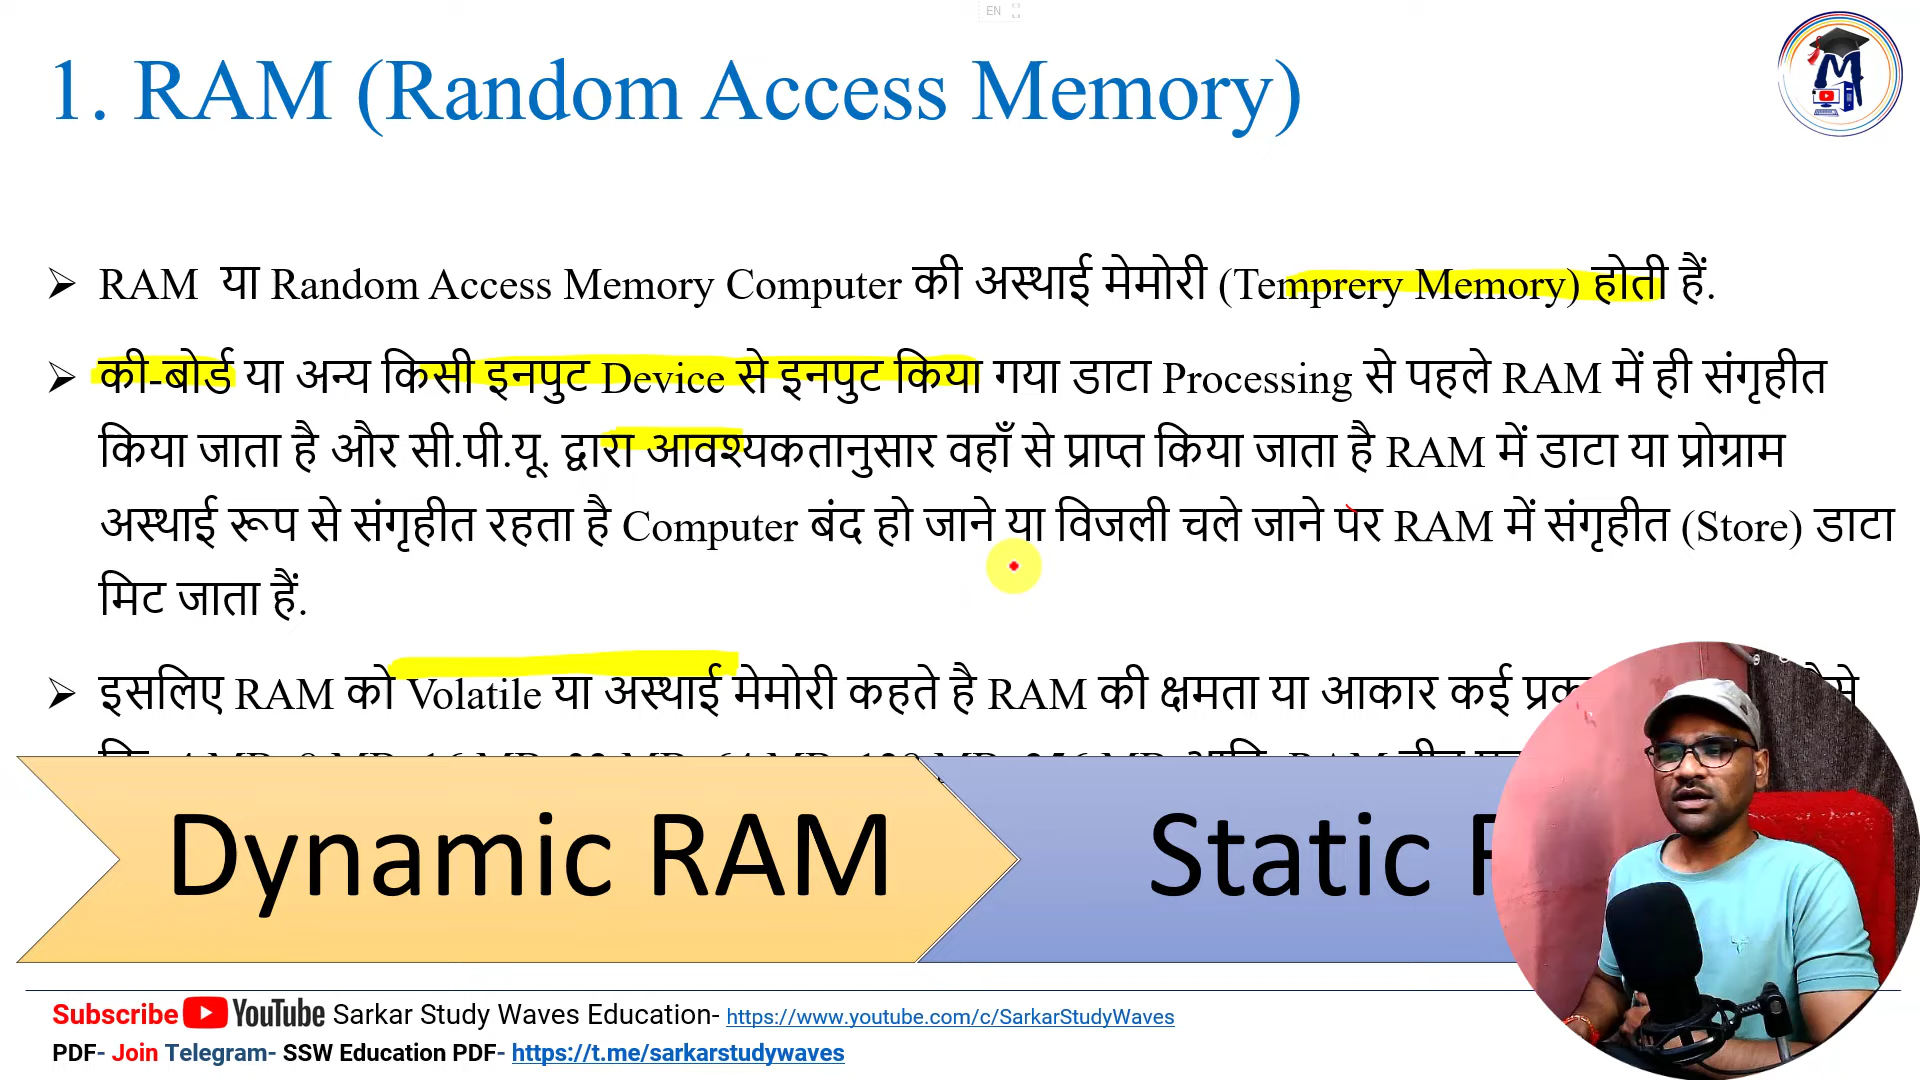 EN
1. RAM (Random Access Memory)
➢ RAM या Random Access Memory Computer की अस्थाई मेमोरी (Temprery Memory) होती हैं.
➢ की-बोर्ड या अन्य किसी इनपुट Device से इनपुट किया गया डाटा Processing से पहले RAM में ही संगृहीत
किया जाता है और सी.पी.यू. द्वारा आवश्यकतानुसार वहाँ से प्राप्त किया जाता है RAM में डाटा या प्रोग्राम
अस्थाई रूप से संगृहीत रहता है Computer बंद हो जाने या विजली चले जाने पर RAM में संगृहीत (Store) डाटा
मिट जाता हैं.
➢ इसलिए RAM को Volatile या अस्थाई मेमोरी कहते है RAM की क्षमता या आकार कई
Dynamic RAM
Static
Subscribe YouTube Sarkar Study Waves Education- https://www.youtube.com/c/SarkarStudyWaves
PDF- Join Telegram- SSW Education PDF- https://t.me/sarkarstudywaves